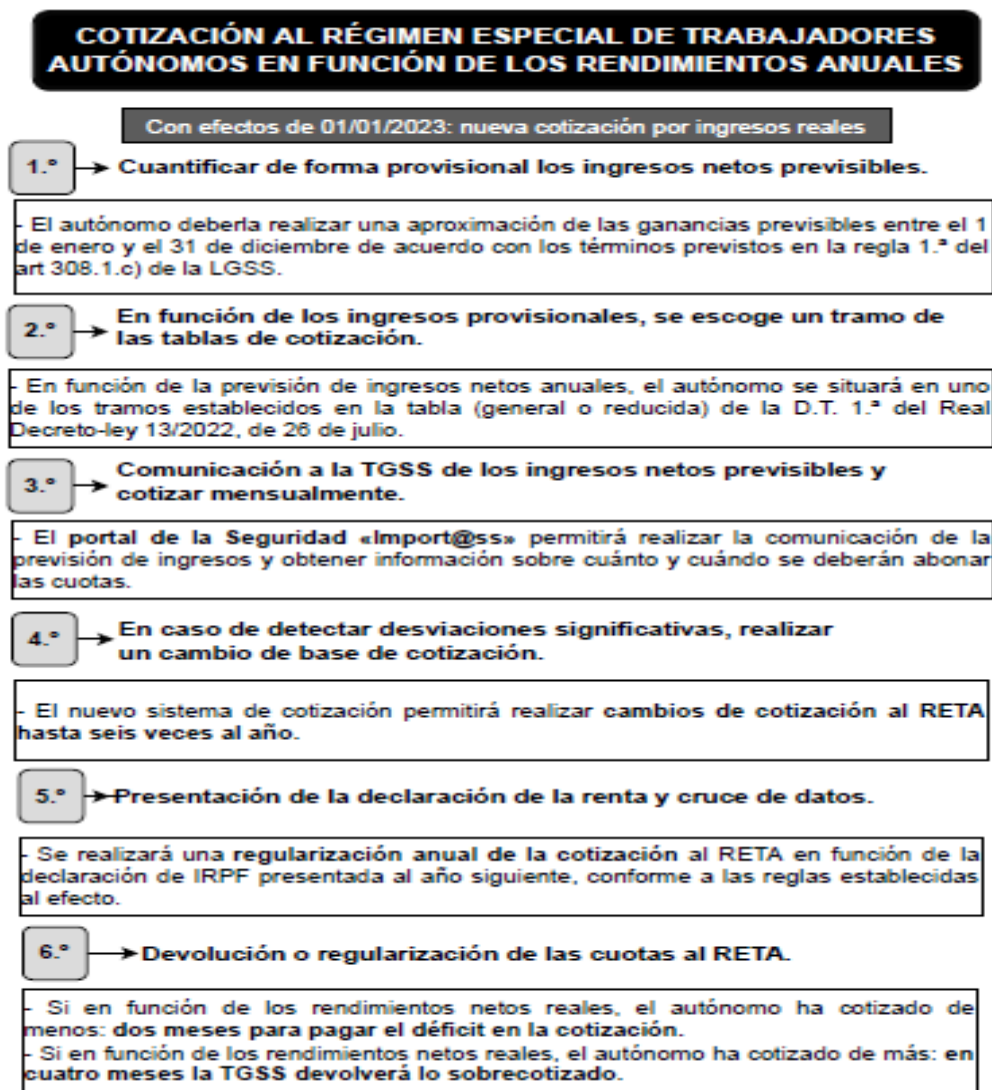 COTIZACIÓN AL RÉGIMEN ESPECIAL DE TRABAJADORES
AUTÓNOMOS EN FUNCIÓN DE LOS RENDIMIENTOS ANUALES
Con efectos de 01/01/2023: nueva cotización por ingresos reales
1.º Cuantificar de forma provisional los ingresos netos previsibles.
- El autónomo debería realizar una aproximación de las ganancias previsibles entre el 1
de enero y el 31 de diciembre de acuerdo con los términos previstos en la regla 1.ª del
art 308.1.c) de la LGSS.
2.º En función de los ingresos provisionales, se escoge un tramo de
las tablas de cotización.
- En función de la previsión de ingresos netos anuales, el autónomo se situará en uno
de los tramos establecidos en la tabla (general o reducida) de la D.T. 1.ª del Real
Decreto-ley 13/2022, de 26 de julio.
3.º Comunicación a la TGSS de los ingresos netos previsibles y
cotizar mensualmente.
- El portal de la Seguridad «Import@ss» permitirá realizar la comunicación de la
previsión de ingresos y obtener información sobre cuánto y cuándo se deberán abonar
las cuotas.
4.º En caso de detectar desviaciones significativas, realizar
un cambio de base de cotización.
- El nuevo sistema de cotización permitirá realizar cambios de cotización al RETA
hasta seis veces al año.
5.º Presentación de la declaración de la renta y cruce de datos.
- Se realizará una regularización anual de la cotización al RETA en función de la
declaración de IRPF presentada al año siguiente, conforme a las reglas establecidas
al efecto.
6.º Devolución o regularización de las cuotas al RETA.
- Si en función de los rendimientos netos reales, el autónomo ha cotizado de
menos: dos meses para pagar el déficit en la cotización.
- Si en función de los rendimientos netos reales, el autónomo ha cotizado de más: en
cuatro meses la TGSS devolverá lo sobrecotizado.